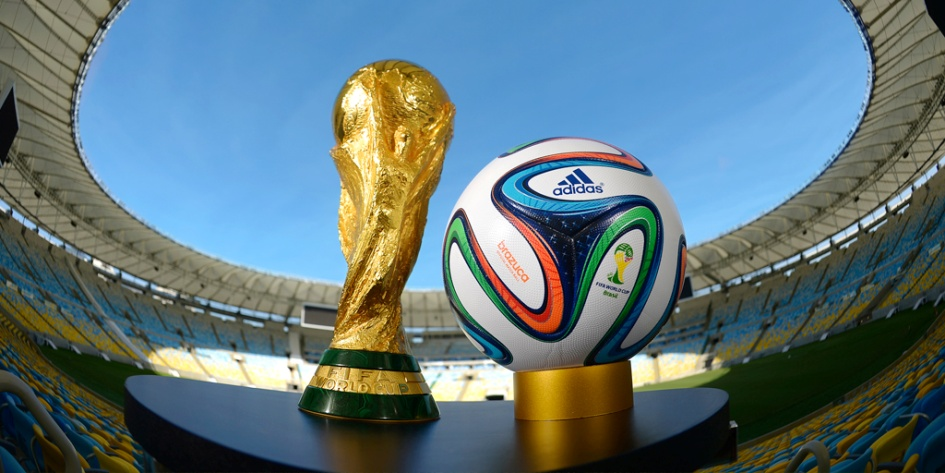 FIFA
WORLD CUP
adidas
brazuca
FIFA WORLD CUP
Brasil